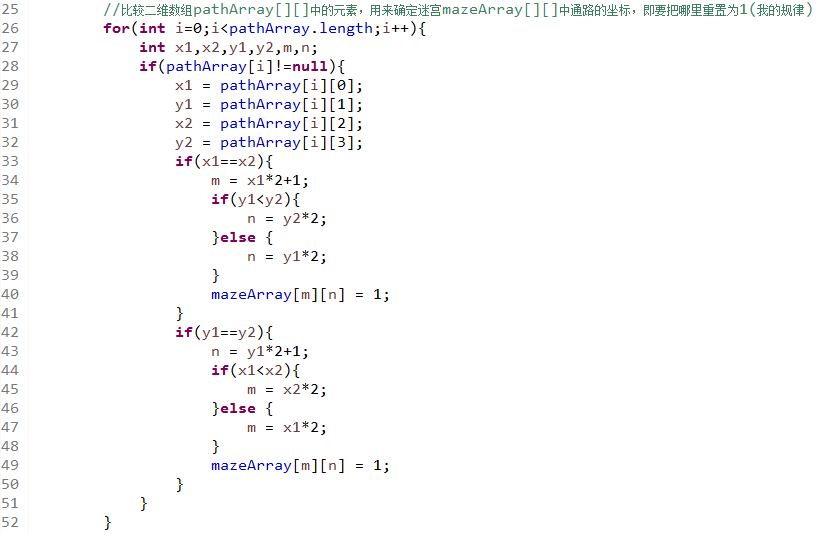 25 //比较二维数组pathArray[][]中的元素，用来确定迷宫mazeArray[][]中通路的坐标，即要把哪里重置为1(我的规律)
26 for(int i=0;i<pathArray.length;i++){
27 int x1,x2,y1,y2,m,n;
28 if(pathArray[i]!=null){
29 x1 = pathArray[i][0];
30 y1 = pathArray[i][1];
31 x2 = pathArray[i][2];
32 y2 = pathArray[i][3];
33 if(x1==x2){
34 m = x1*2+1;
35 if(y1<y2){
36 n = y2*2;
37 }else {
38 n = y1*2;
39 }
40 mazeArray[m][n] = 1;
41 }
42 if(y1==y2){
43 n = y1*2+1;
44 if(x1<x2){
45 m = x2*2;
46 }else {
47 m = x1*2;
48 }
49 mazeArray[m][n] = 1;
50 }
51 }
52 }